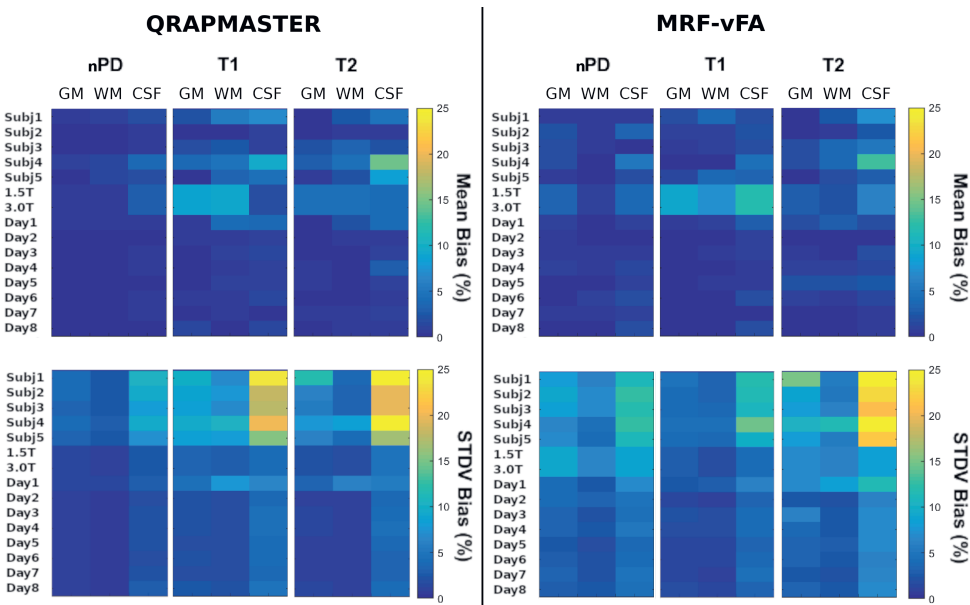 QRAPMASTER
MRF-vFA
nPD T1 T2
GM WM CSF GM WM CSF GM WM CSF
Subj1
Subj2
Subj3
Subj4
Subj5
1.5T
3.0T
Day1
Day2
Day3
Day4
Day5
Day6
Day7
Day8
25
20
15
10
5
0
Mean Bias (%)
nPD T1 T2
GM WM CSF GM WM CSF GM WM CSF
Subj1
Subj2
Subj3
Subj4
Subj5
1.5T
3.0T
Day1
Day2
Day3
Day4
Day5
Day6
Day7
Day8
25
20
15
10
5
0
Mean Bias (%)
Subj1
Subj2
Subj3
Subj4
Subj5
1.5T
3.0T
Day1
Day2
Day3
Day4
Day5
Day6
Day7
Day8
25
20
15
10
5
0
STDV Bias (%)
Subj1
Subj2
Subj3
Subj4
Subj5
1.5T
3.0T
Day1
Day2
Day3
Day4
Day5
Day6
Day7
Day8
25
20
15
10
5
0
STDV Bias (%)